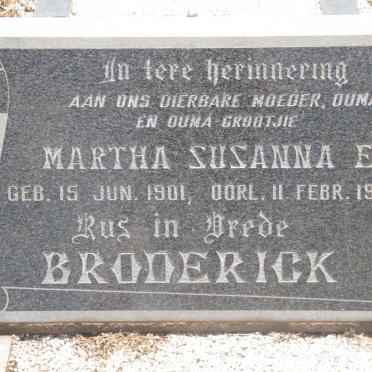 In tere herinnering
AAN ONS DIERBARE MOEDER, OUMA
EN OUMA-GROOTJIE
MARTHA SUSANNA E
GEB. 15 JUN. 1901, OORL. 11 FEBR. 19
Rus in Vrede
BRODERICK